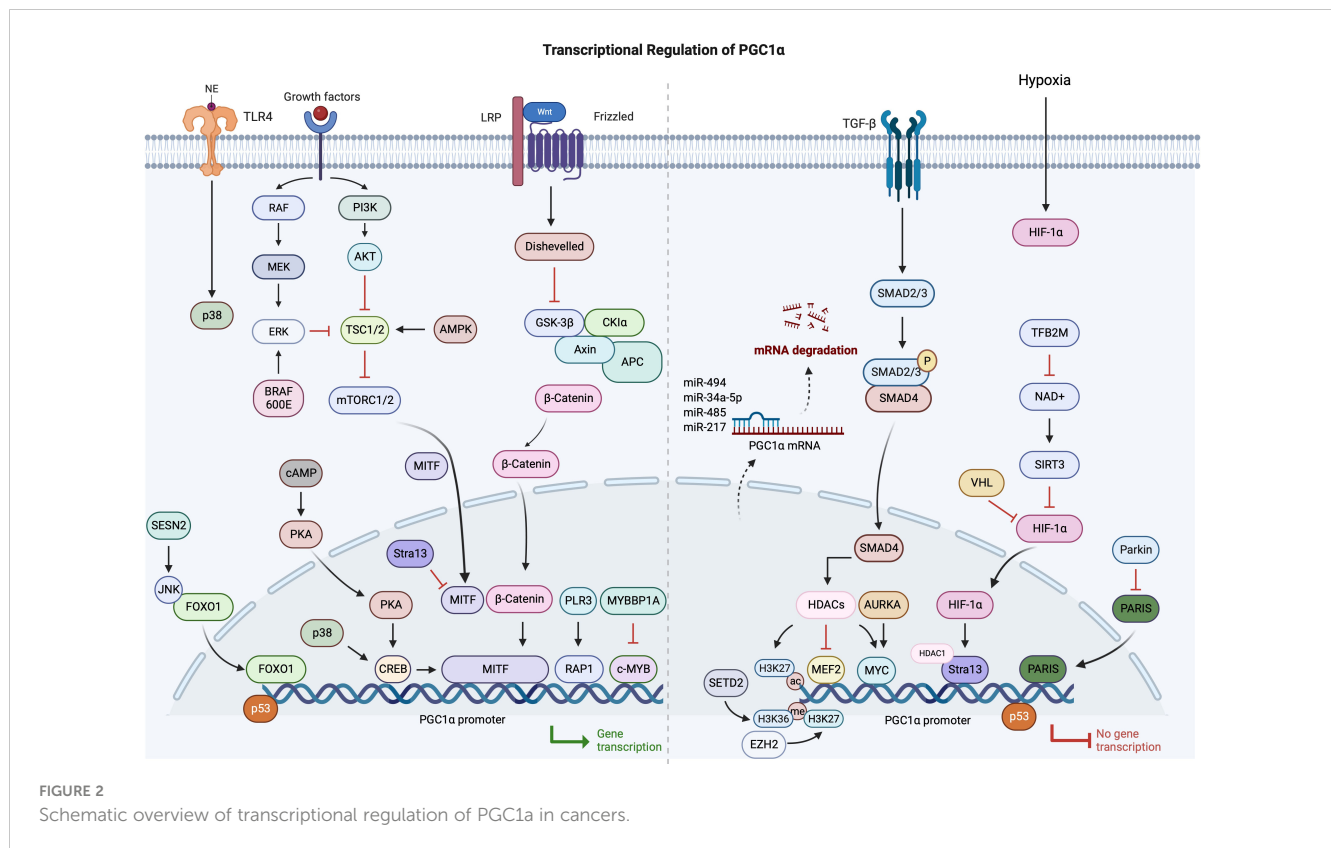 Transcriptional Regulation of PGC1α
NE
TLR4
Growth factors
LRP
Wnt
Frizzled
RAF
PI3K
MEK
AKT
p38
ERK
TSC1/2
AMPK
BRAF
600E
mTORC1/2
Dishevelled
GSK-3β
CKIα
Axin
APC
β-Catenin
β-Catenin
MITF
cAMP
PKA
SESN2
JNK
FOXO1
Stra13
PKA
MITF
β-Catenin
PLR3
MYBBP1A
p38
FOXO1
CREB
MITF
RAP1
c-MYB
p53
PGC1α promoter
Gene
transcription
TGF-β
Hypoxia
HIF-1α
SMAD2/3
mRNA degradation
SMAD2/3
P
SMAD4
miR-494
miR-34a-5p
miR-485
miR-217
PGC1α mRNA
TFB2M
NAD+
SIRT3
VHL
HIF-1α
SMAD4
Parkin
PARIS
HDACs
AURKA
HIF-1α
HDAC1
SETD2
H3K27
ac
MEF2
MYC
Stra13
PARIS
me
H3K36
H3K27
EZH2
PGC1α promoter
p53
No gene
transcription
FIGURE 2
Schematic overview of transcriptional regulation of PGC1a in cancers.